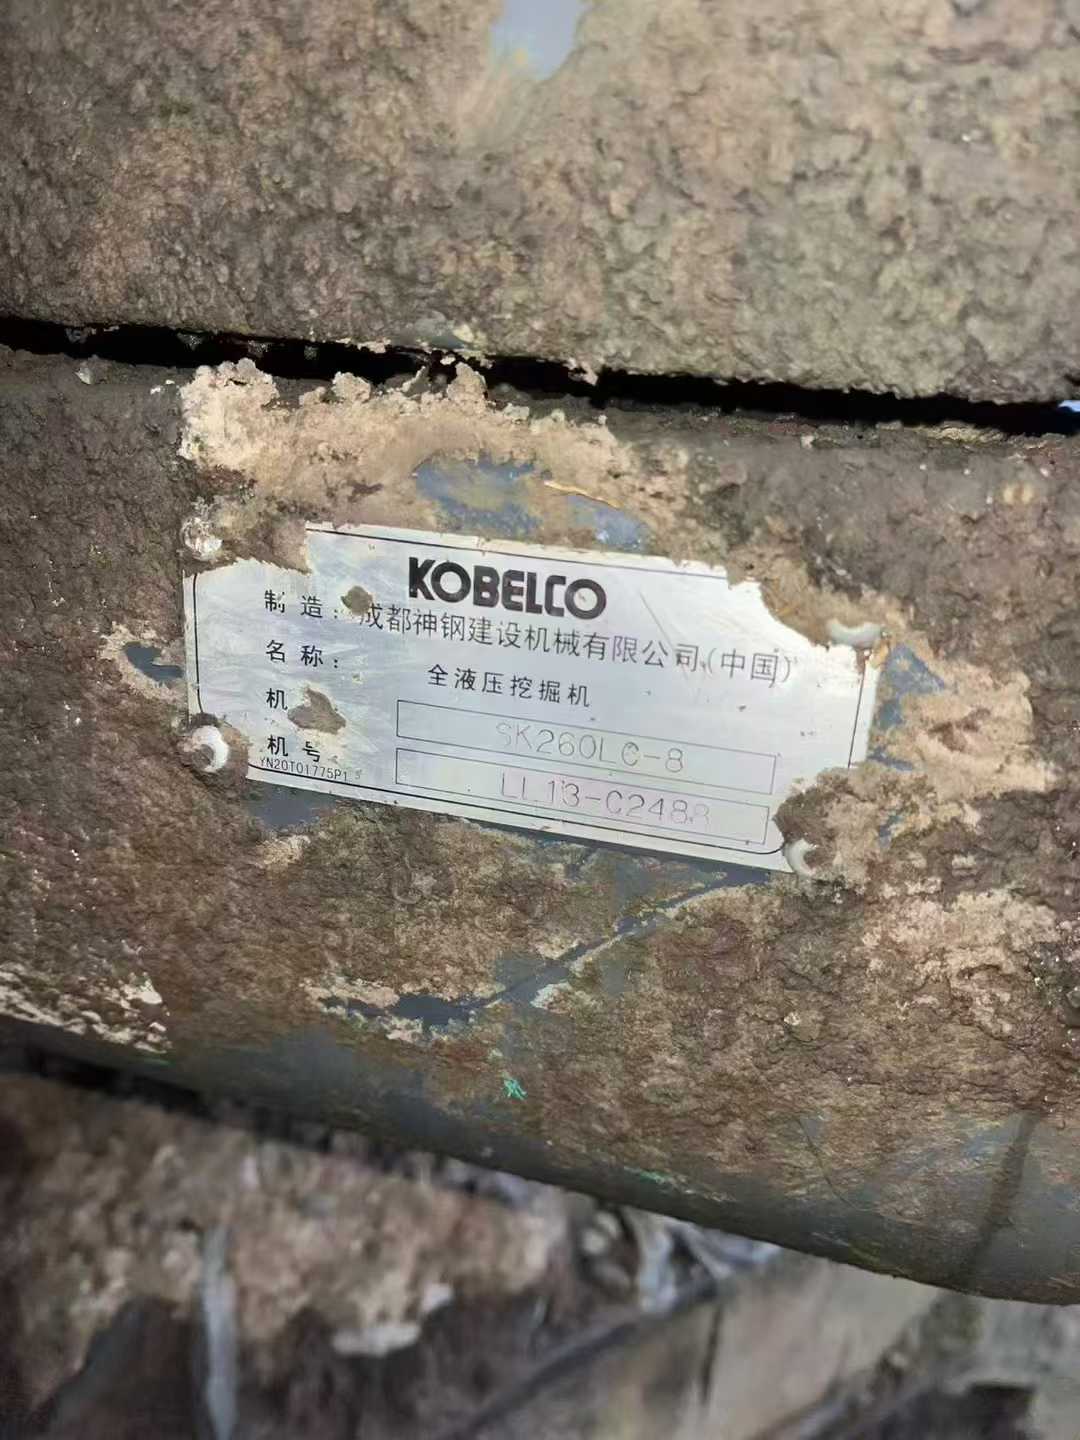 KOBELCO
制 造： 成都神钢建设机械有限公司(中国)
名 称： 全液压挖掘机
机 SK260LC-8
机 号 LL13-C2488
YN20T01775P1